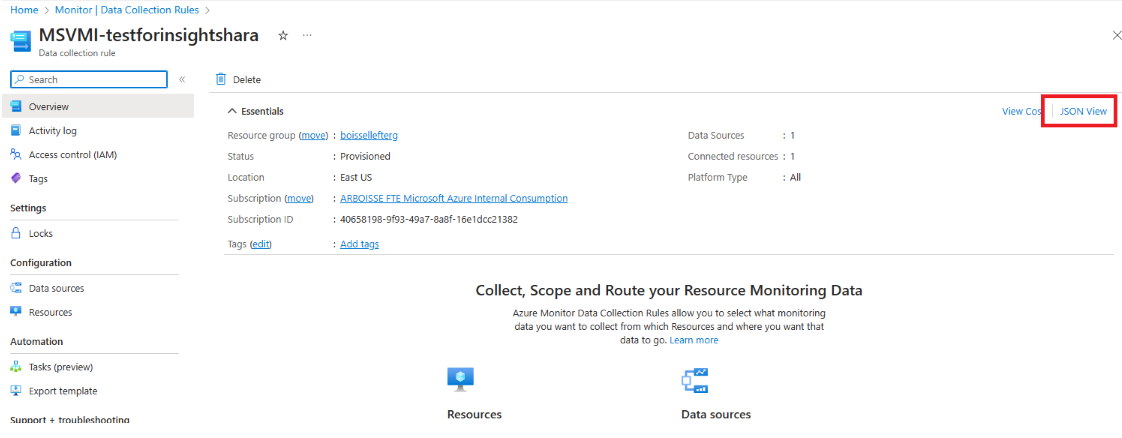 Home > Monitor | Data Collection Rules >
MSVMI-testforinsightshara ☆ ...
Data collection rule
Search «
Delete
Overview
Activity log
Access control (IAM)
Tags
Settings
Locks
Configuration
Data sources
Resources
Automation
Tasks (preview)
Export template
Support + troubleshooting
Essentials
View Cos JSON View
Resource group (move) : boissellefterg
Status : Provisioned
Location : East US
Subscription (move) : ARBOISSE FTE Microsoft Azure Internal Consumption
Subscription ID : 40658198-9f93-49a7-8a8f-16e1dcc21382
Tags (edit) : Add tags
Data Sources : 1
Connected resources : 1
Platform Type : All
Collect, Scope and Route your Resource Monitoring Data
Azure Monitor Data Collection Rules allow you to select what monitoring
data you want to collect from which Resources and where you want that
data to go. Learn more
Resources
Data sources